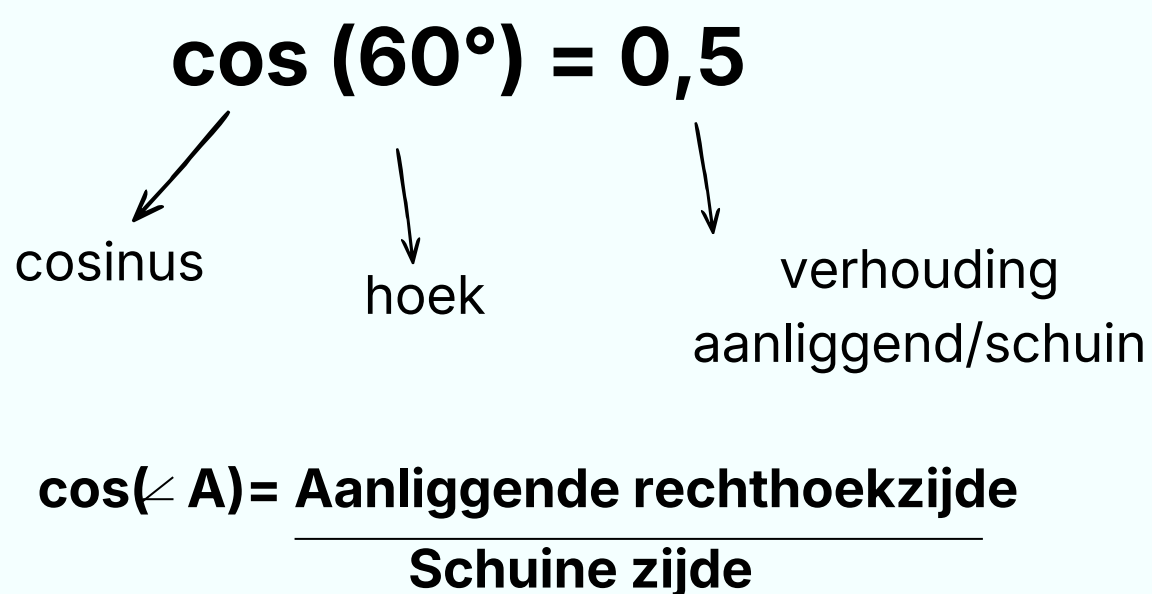 cos (60°) = 0,5
cosinus
hoek
verhouding
aanliggend/schuin
cos(∠ A)= Aanliggende rechthoekzijde
Schuine zijde